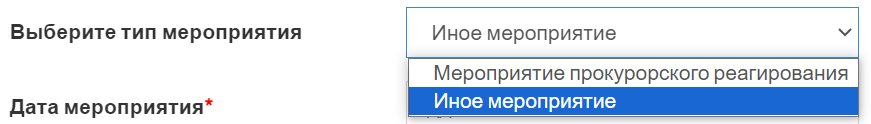 Выберите тип мероприятия
Иное мероприятие
Мероприятие прокурорского реагирования
Иное мероприятие
Дата мероприятия*